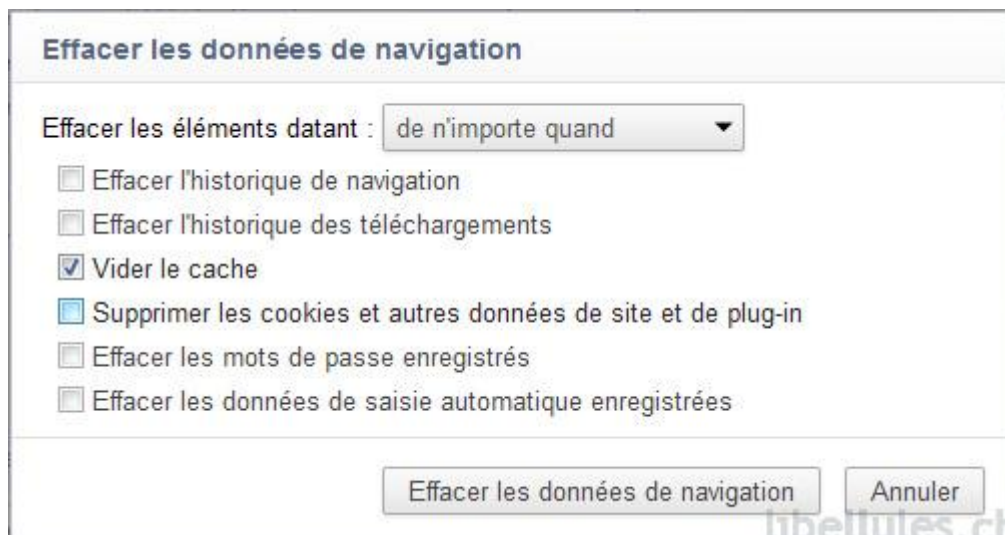 Effacer les données de navigation
Effacer les éléments datant : de n'importe quand
Effacer l'historique de navigation
Effacer l'historique des téléchargements
Vider le cache
Supprimer les cookies et autres données de site et de plug-in
Effacer les mots de passe enregistrés
Effacer les données de saisie automatique enregistrées
Effacer les données de navigation Annuler
libellules.ch